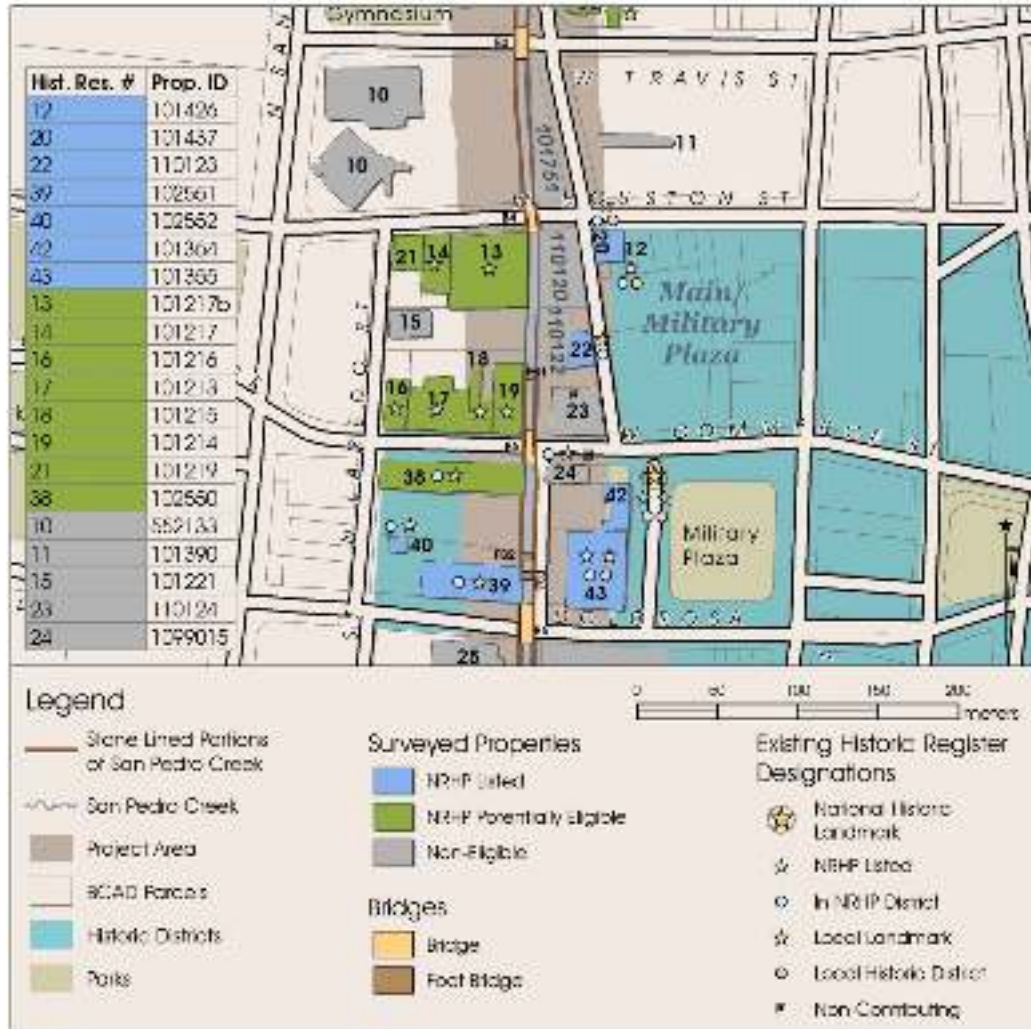 Gymnasium
TRAVIS ST
Hist. Res. # Prop. ID
12 101426
20 101437
22 110123
39 102551
40 102552
42 101364
43 101365
13 101217b
14 101217
16 101216
17 101213
18 101215
19 101214
21 101219
38 102550
10 552133
11 101390
15 101221
23 110124
24 1099015
10
10
11
101751
HOUSTON ST
20
12
21
14
13
110120
110122
Main/
Military
Plaza
15
22
18
16
17
19
23
W COMMERCE ST
24
38
42
40
39
43
Military
Plaza
25
Legend
0 50 100 150 200
meters
Stone Lined Portions
of San Pedro Creek
San Pedro Creek
Project Area
BCAD Parcels
Historic Districts
Parks
Surveyed Properties
NRHP Listed
NRHP Potentially Eligible
Non-Eligible
Bridges
Bridge
Foot Bridge
Existing Historic Register
Designations
National Historic
Landmark
NRHP Listed
In NRHP District
Local Landmark
Local Historic District
Non-Contributing